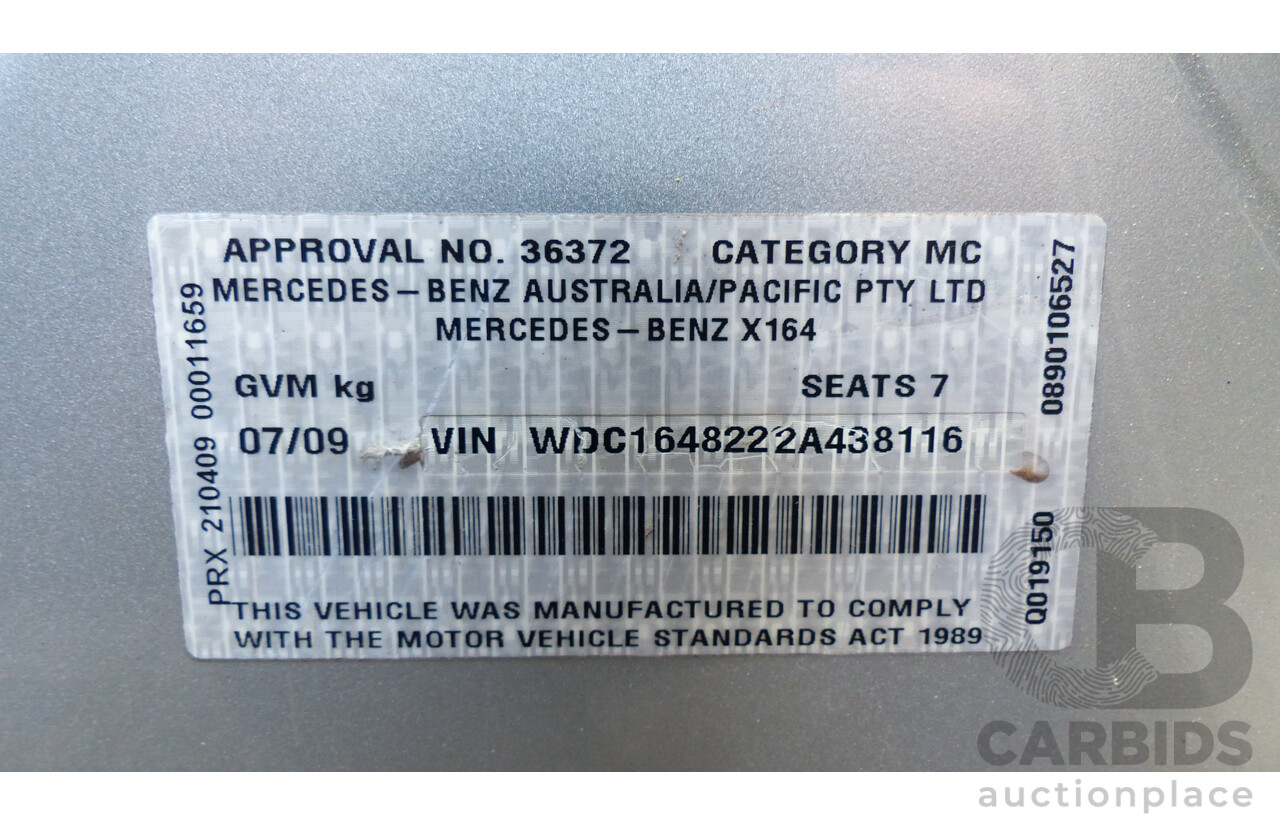 APPROVAL NO. 36372 CATEGORY MC
MERCEDES-BENZ AUSTRALIA/PACIFIC PTY LTD
MERCEDES-BENZ X164
GVM kg SEATS 7
07/09 VIN WDC1648222A438116
THIS VEHICLE WAS MANUFACTURED TO COMPLY
WITH THE MOTOR VEHICLE STANDARDS ACT 1989
PRX 210409 00011659
0890106527
Q019150
CB
CARBIDS
auctionplace